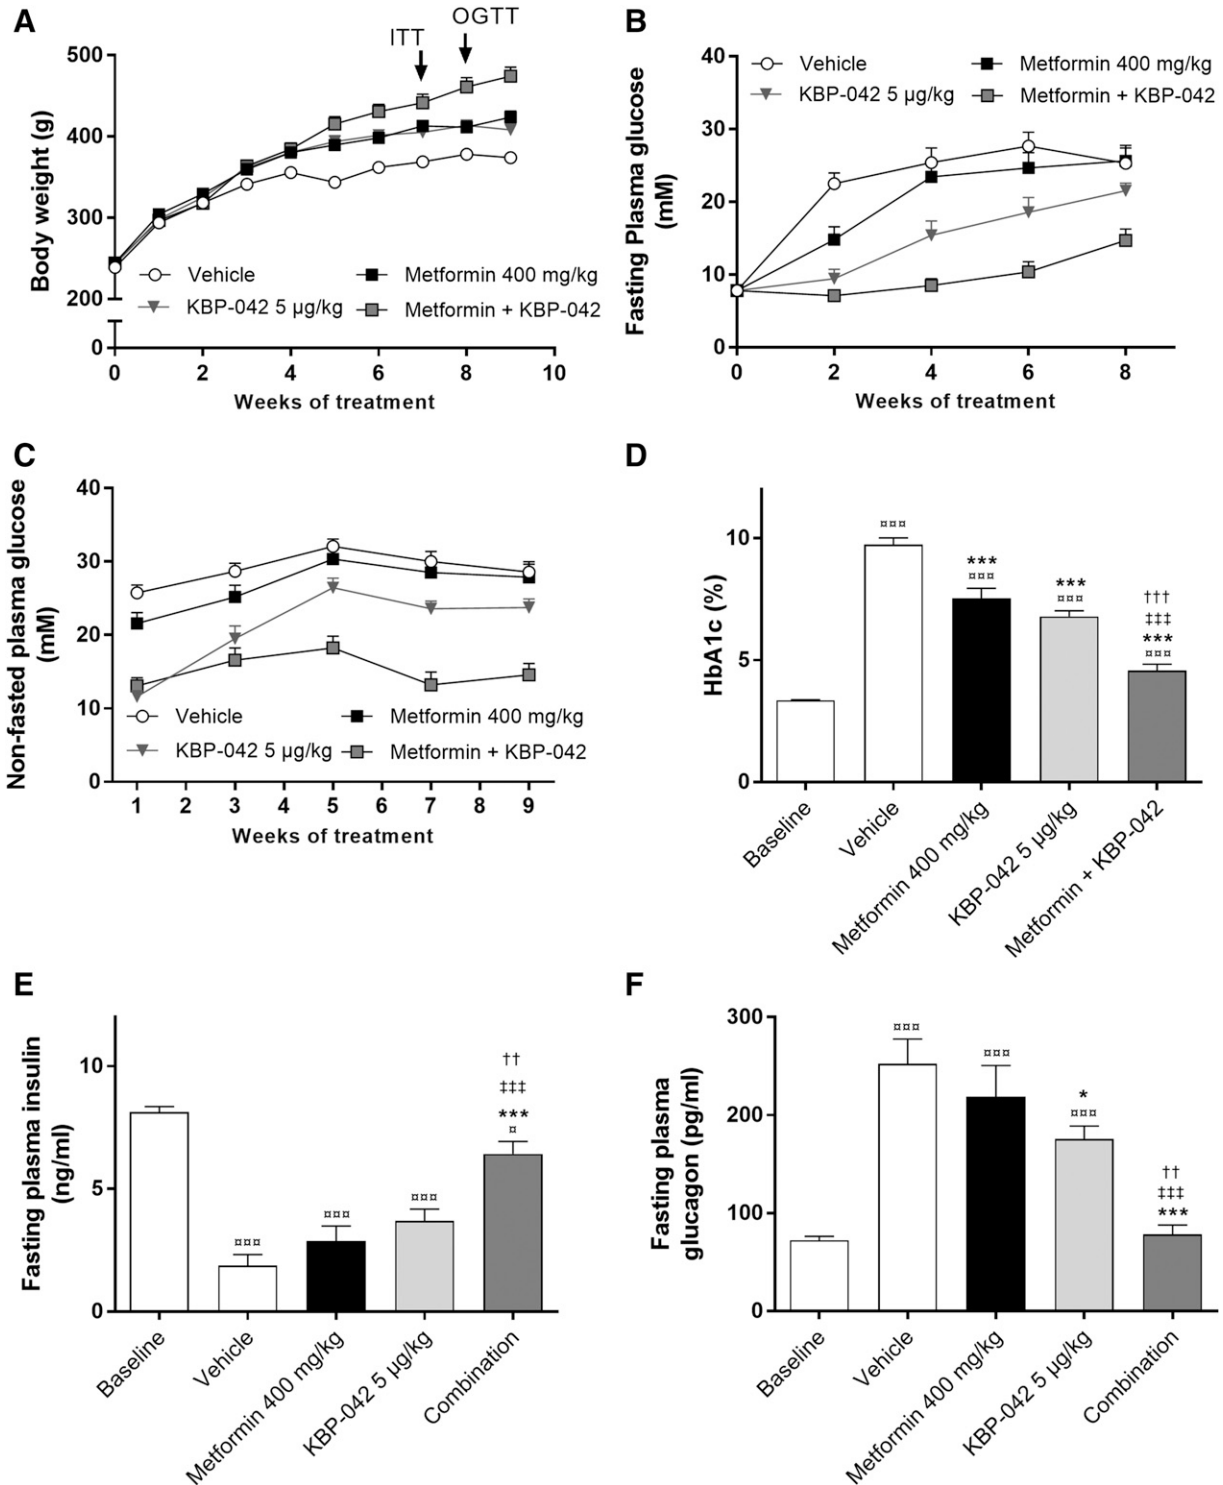 A
ITT
OGTT
Body weight (g)
500
400
300
200
0
Vehicle
Metformin 400 mg/kg
KBP-042 5 µg/kg
Metformin + KBP-042
0 2 4 6 8 10
Weeks of treatment
B
Fasting Plasma glucose
(mM)
40
30
20
10
0
Vehicle
Metformin 400 mg/kg
KBP-042 5 µg/kg
Metformin + KBP-042
0 2 4 6 8
Weeks of treatment
C
Non-fasted plasma glucose
(mM)
40
30
20
10
0
Vehicle
Metformin 400 mg/kg
KBP-042 5 µg/kg
Metformin + KBP-042
1 2 3 4 5 6 7 8 9
Weeks of treatment
D
HbA1c (%)
10
5
0
¤¤¤
***
¤¤¤
***
¤¤¤
†††
‡‡‡
***
¤¤¤
Baseline
Vehicle
Metformin 400 mg/kg
KBP-042 5 µg/kg
Metformin + KBP-042
E
Fasting plasma insulin
(ng/ml)
10
5
0
¤¤¤
¤¤¤
¤¤¤
††
‡‡‡
***
¤
Baseline
Vehicle
Metformin 400 mg/kg
KBP-042 5 µg/kg
Combination
F
Fasting plasma
glucagon (pg/ml)
300
200
100
0
¤¤¤
¤¤¤
*
¤¤¤
††
‡‡‡
***
Baseline
Vehicle
Metformin 400 mg/kg
KBP-042 5 µg/kg
Combination